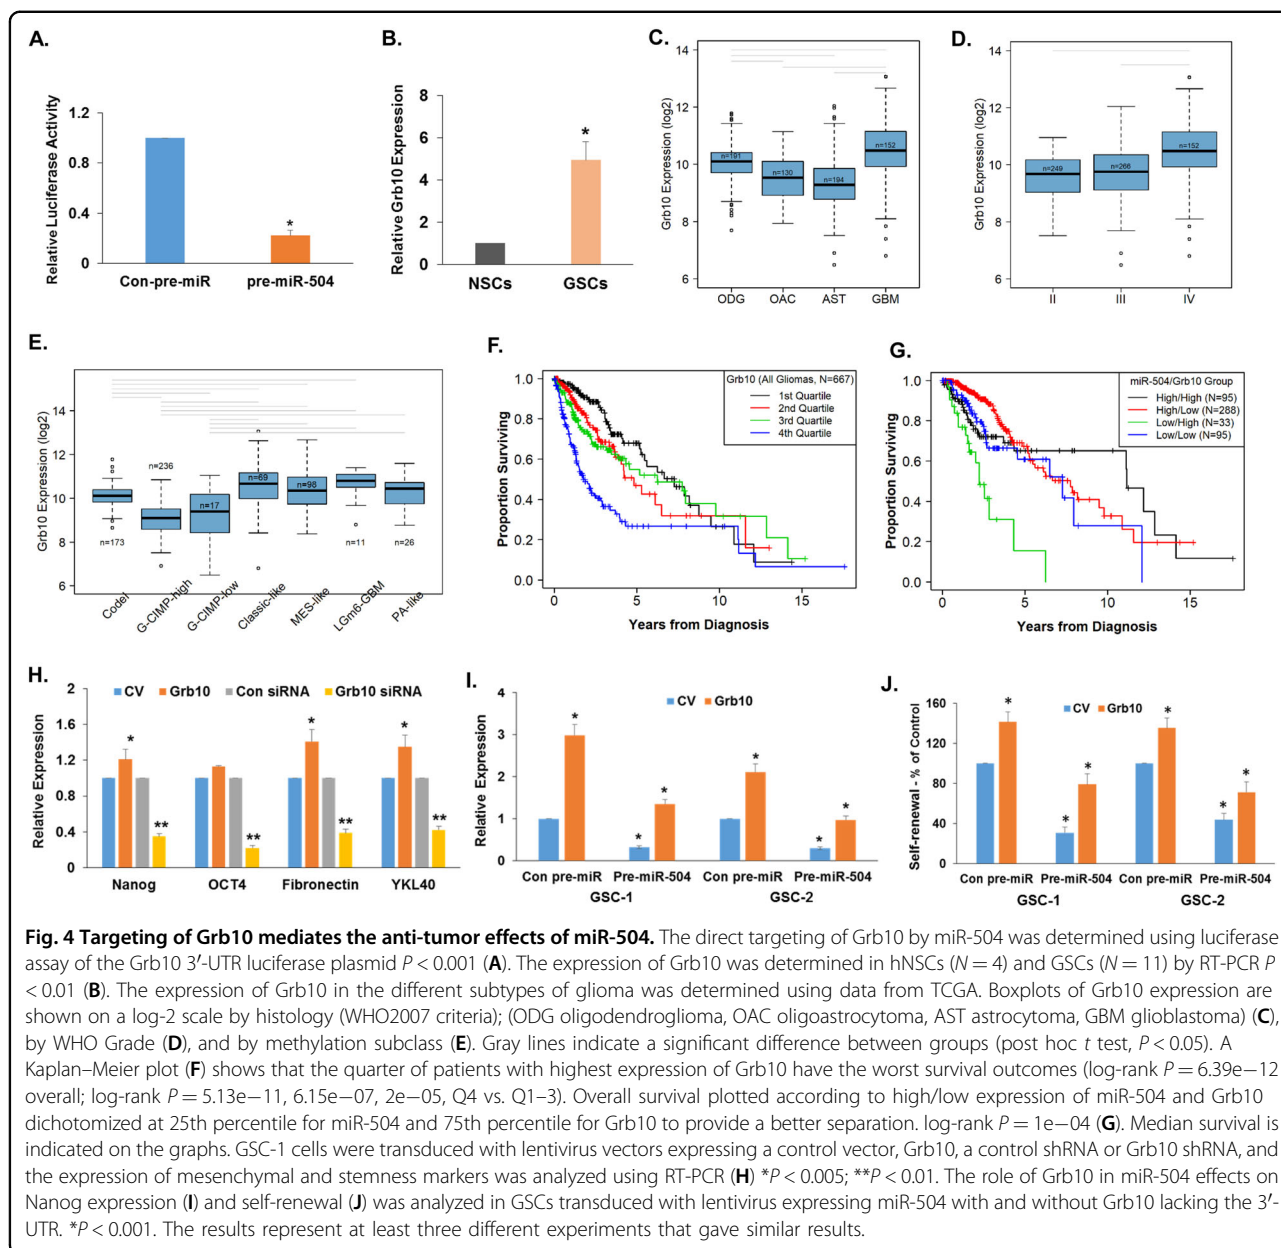 A.
Relative Luciferase Activity
1.2
0.8
0.4
0
*
Con-pre-miR pre-miR-504
B.
Relative Grb10 Expression
10
8
6
4
2
0
*
NSCs GSCs
C.
Grb10 Expression (log2)
14
12
10
8
6
n=191
n=130
n=194
n=152
ODG OAC AST GBM
D.
Grb10 Expression (log2)
14
12
10
8
6
n=249
n=266
n=152
II III IV
E.
Grb10 Expression (log2)
14
12
10
8
6
n=173
n=236
n=17
n=69
n=98
n=11
n=26
Codel
G-CIMP-high
G-CIMP-low
Classic-like
MES-like
LGm6-GBM
PA-like
F.
Proportion Surviving
1.0
0.8
0.6
0.4
0.2
0.0
Grb10 (All Gliomas, N=667)
1st Quartile
2nd Quartile
3rd Quartile
4th Quartile
0 5 10 15
Years from Diagnosis
G.
Proportion Surviving
1.0
0.8
0.6
0.4
0.2
0.0
miR-504/Grb10 Group
High/High (N=95)
High/Low (N=288)
Low/High (N=33)
Low/Low (N=95)
0 5 10 15
Years from Diagnosis
H.
Relative Expression
2
1.6
1.2
0.8
0.4
0
CV Grb10 Con siRNA Grb10 siRNA
* ** ** * ** * **
Nanog OCT4 Fibronectin YKL40
I.
Relative Expression
4
3
2
1
0
CV Grb10
* * * * * *
Con pre-miR Pre-miR-504 Con pre-miR Pre-miR-504
GSC-1 GSC-2
J.
Self-renewal - % of Control
160
120
80
40
0
CV Grb10
* * * * * *
Con pre-miR Pre-miR-504 Con pre-miR Pre-miR-504
GSC-1 GSC-2
Fig. 4 Targeting of Grb10 mediates the anti-tumor effects of miR-504. The direct targeting of Grb10 by miR-504 was determined using luciferase
assay of the Grb10 3′-UTR luciferase plasmid P < 0.001 (A). The expression of Grb10 was determined in hNSCs (N = 4) and GSCs (N = 11) by RT-PCR P
< 0.01 (B). The expression of Grb10 in the different subtypes of glioma was determined using data from TCGA. Boxplots of Grb10 expression are
shown on a log-2 scale by histology (WHO2007 criteria); (ODG oligodendroglioma, OAC oligoastrocytoma, AST astrocytoma, GBM glioblastoma) (C),
by WHO Grade (D), and by methylation subclass (E). Gray lines indicate a significant difference between groups (post hoc t test, P < 0.05). A
Kaplan–Meier plot (F) shows that the quarter of patients with highest expression of Grb10 have the worst survival outcomes (log-rank P = 6.39e−12
overall; log-rank P = 5.13e−11, 6.15e−07, 2e−05, Q4 vs. Q1–3). Overall survival plotted according to high/low expression of miR-504 and Grb10
dichotomized at 25th percentile for miR-504 and 75th percentile for Grb10 to provide a better separation. log-rank P = 1e−04 (G). Median survival is
indicated on the graphs. GSC-1 cells were transduced with lentivirus vectors expressing a control vector, Grb10, a control shRNA or Grb10 shRNA, and
the expression of mesenchymal and stemness markers was analyzed using RT-PCR (H) *P < 0.005; **P < 0.01. The role of Grb10 in miR-504 effects on
Nanog expression (I) and self-renewal (J) was analyzed in GSCs transduced with lentivirus expressing miR-504 with and without Grb10 lacking the 3′-
UTR. *P < 0.001. The results represent at least three different experiments that gave similar results.